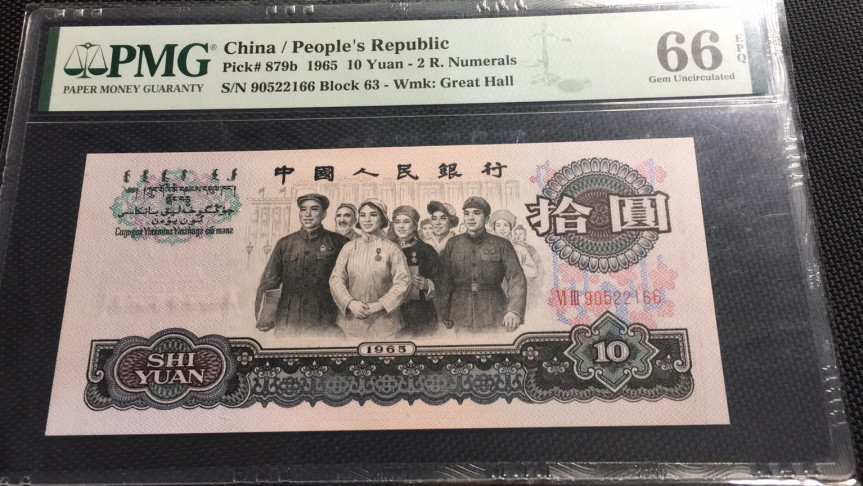 PMG®
PAPER MONEY GUARANTY
China / People's Republic
Pick# 879b 1965 10 Yuan - 2 R. Numerals
S/N 90522166 Block 63 - Wmk: Great Hall
66
EPQ
Gem Uncirculated
中國人民銀行
拾圓
VI III 90522166
1965
SHI
YUAN
10